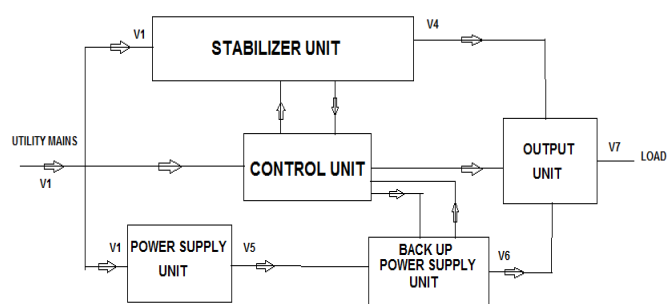 V1
STABILIZER UNIT
V4
UTILITY MAINS
V1
CONTROL UNIT
OUTPUT
UNIT
V7
LOAD
V1
POWER SUPPLY
UNIT
V5
BACK UP
POWER SUPPLY
UNIT
V6